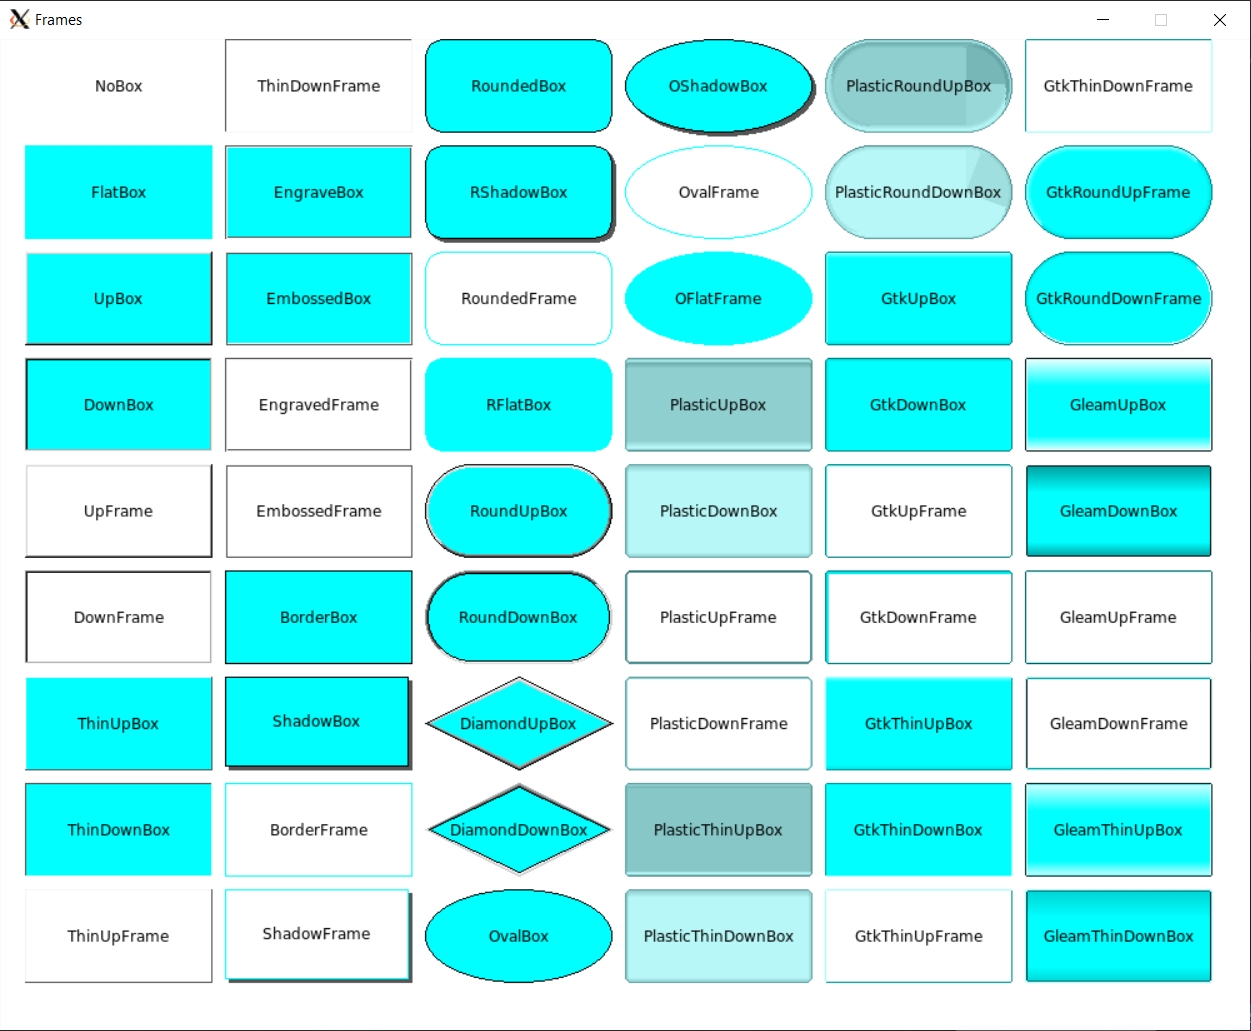 Frames
NoBox
ThinDownFrame
RoundedBox
OShadowBox
PlasticRoundUpBox
GtkThinDownFrame
FlatBox
EngraveBox
RShadowBox
OvalFrame
PlasticRoundDownBox
GtkRoundUpFrame
UpBox
EmbossedBox
RoundedFrame
OFlatFrame
GtkUpBox
GtkRoundDownFrame
DownBox
EngravedFrame
RFlatBox
PlasticUpBox
GtkDownBox
GleamUpBox
UpFrame
EmbossedFrame
RoundUpBox
PlasticDownBox
GtkUpFrame
GleamDownBox
DownFrame
BorderBox
RoundDownBox
PlasticUpFrame
GtkDownFrame
GleamUpFrame
ThinUpBox
ShadowBox
DiamondUpBox
PlasticDownFrame
GtkThinUpBox
GleamDownFrame
ThinDownBox
BorderFrame
DiamondDownBox
PlasticThinUpBox
GtkThinDownBox
GleamThinUpBox
ThinUpFrame
ShadowFrame
OvalBox
PlasticThinDownBox
GtkThinUpFrame
GleamThinDownBox